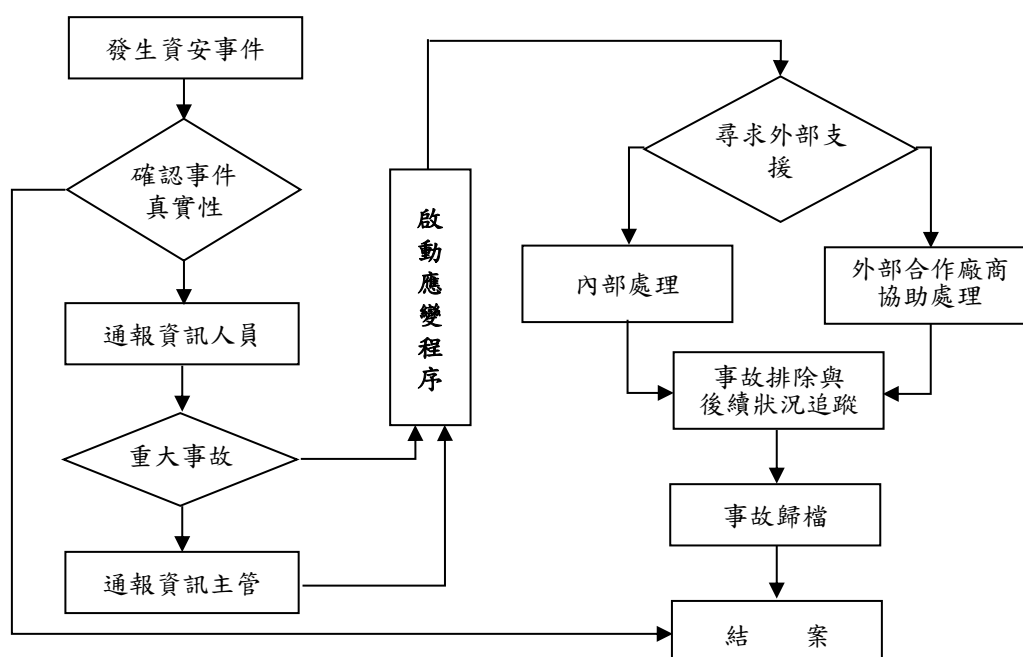 發生資安事件
確認事件
真實性
通報資訊人員
重大事故
通報資訊主管
啟動應變程序
尋求外部支
援
內部處理
外部合作廠商
協助處理
事故排除與
後續狀況追蹤
事故歸檔
結 案